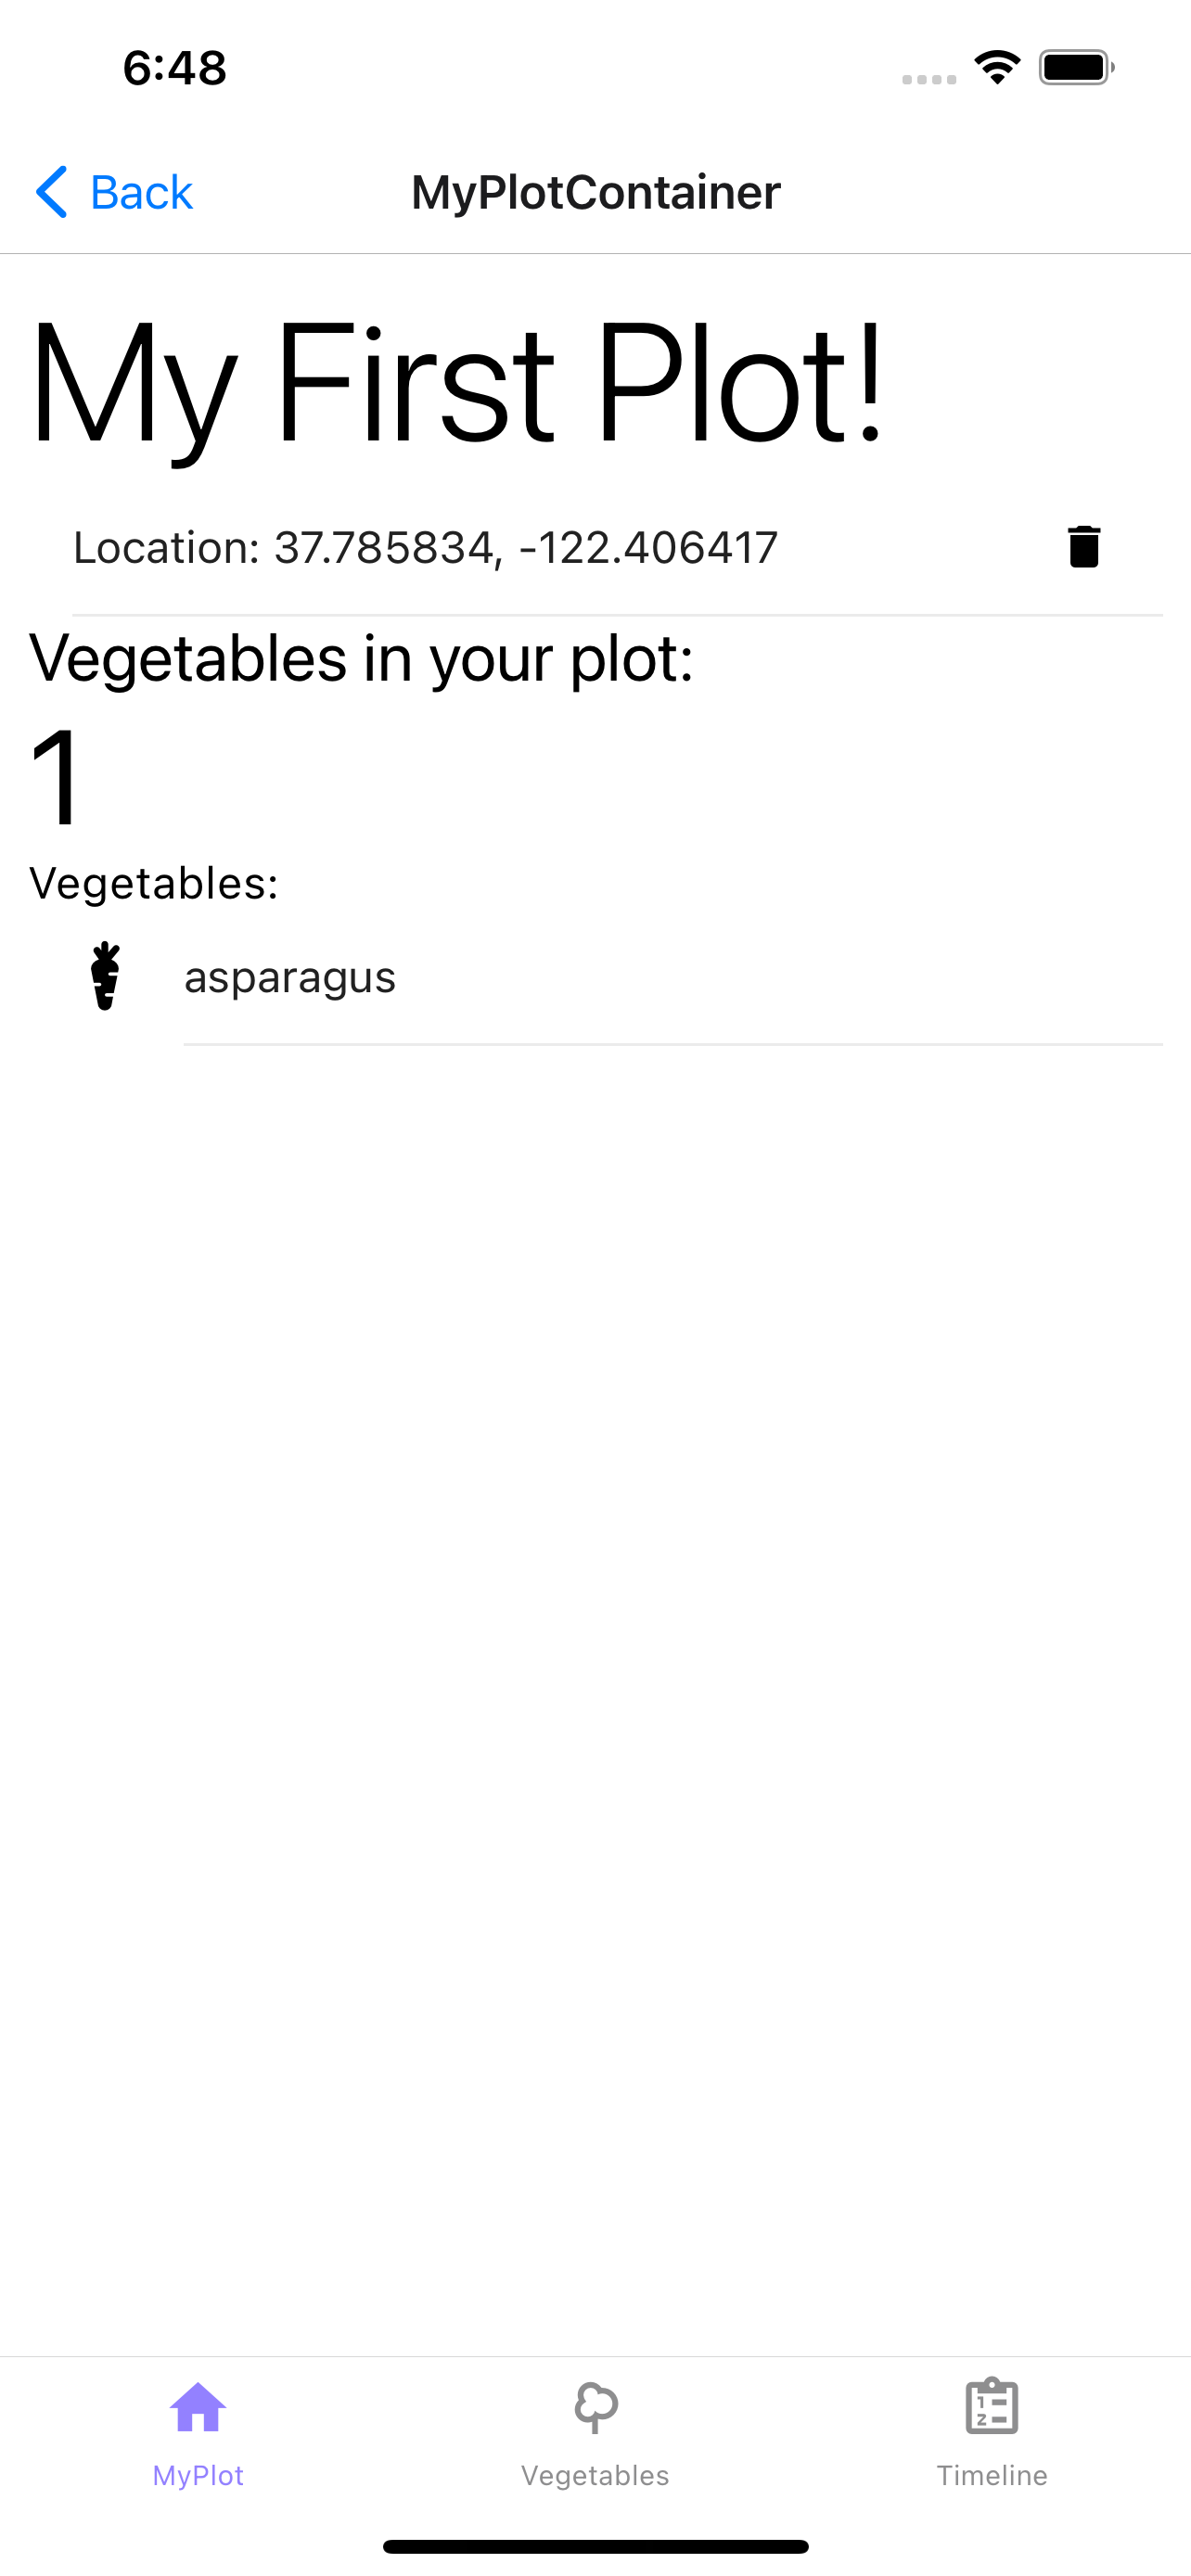 6:48
Back
MyPlotContainer
My First Plot!
Location: 37.785834, -122.406417
Vegetables in your plot:
1
Vegetables:
asparagus
MyPlot
Vegetables
Timeline